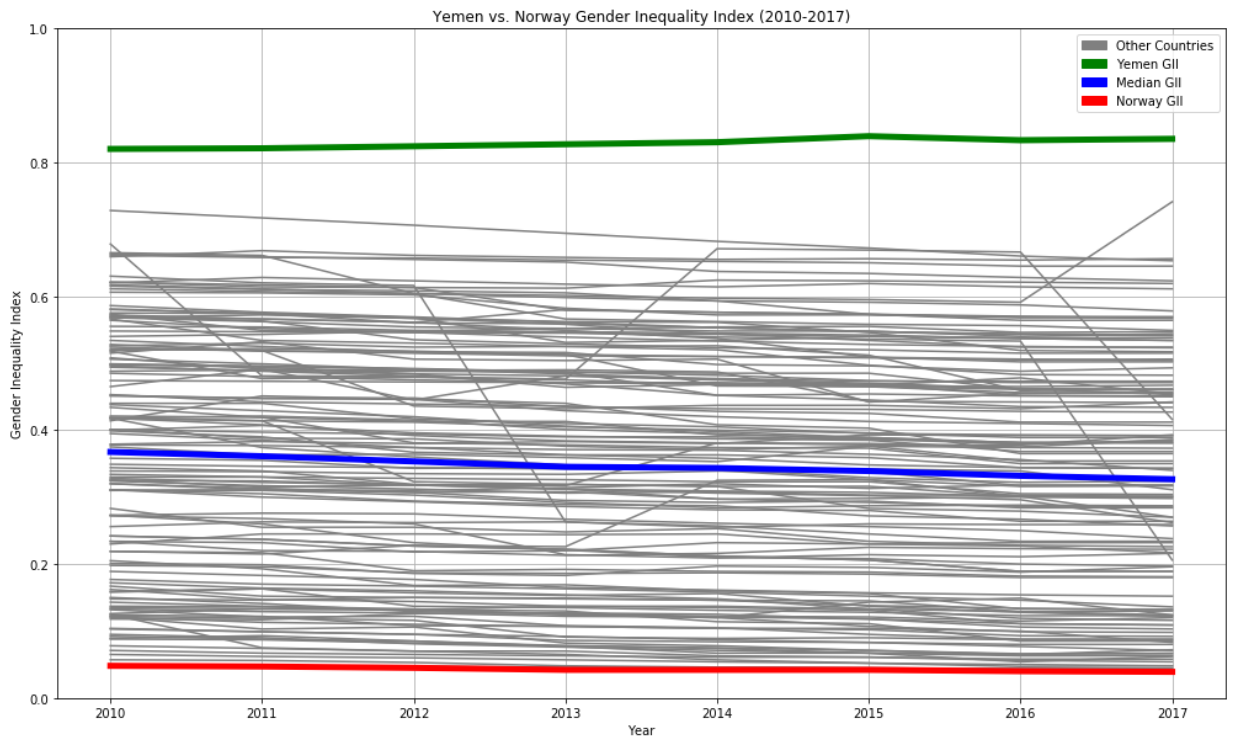 Yemen vs. Norway Gender Inequality Index (2010-2017)
1.0
0.8
0.6
0.4
0.2
0.0
Gender Inequality Index
Other Countries
Yemen GII
Median GII
Norway GII
2010 2011 2012 2013 2014 2015 2016 2017
Year